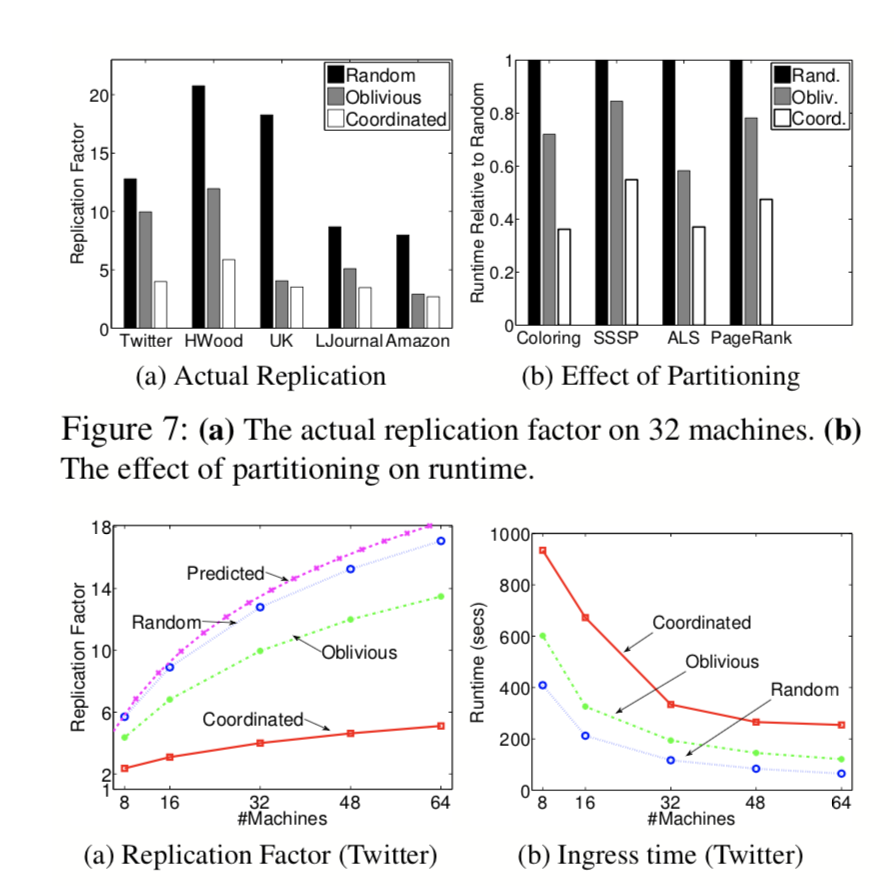 Replication Factor
20
15
10
5
0
Random
Oblivious
Coordinated
Twitter HWood UK LJournal Amazon
(a) Actual Replication
Runtime Relative to Random
1
0.8
0.6
0.4
0.2
0
Rand.
Obliv.
Coord.
Coloring SSSP ALS PageRank
(b) Effect of Partitioning
Figure 7: (a) The actual replication factor on 32 machines. (b)
The effect of partitioning on runtime.
Replication Factor
18
14
10
6
2
1
Predicted
Random
Oblivious
Coordinated
8 16 32 48 64
#Machines
(a) Replication Factor (Twitter)
Runtime (secs)
1000
800
600
400
200
0
Coordinated
Oblivious
Random
8 16 32 48 64
#Machines
(b) Ingress time (Twitter)